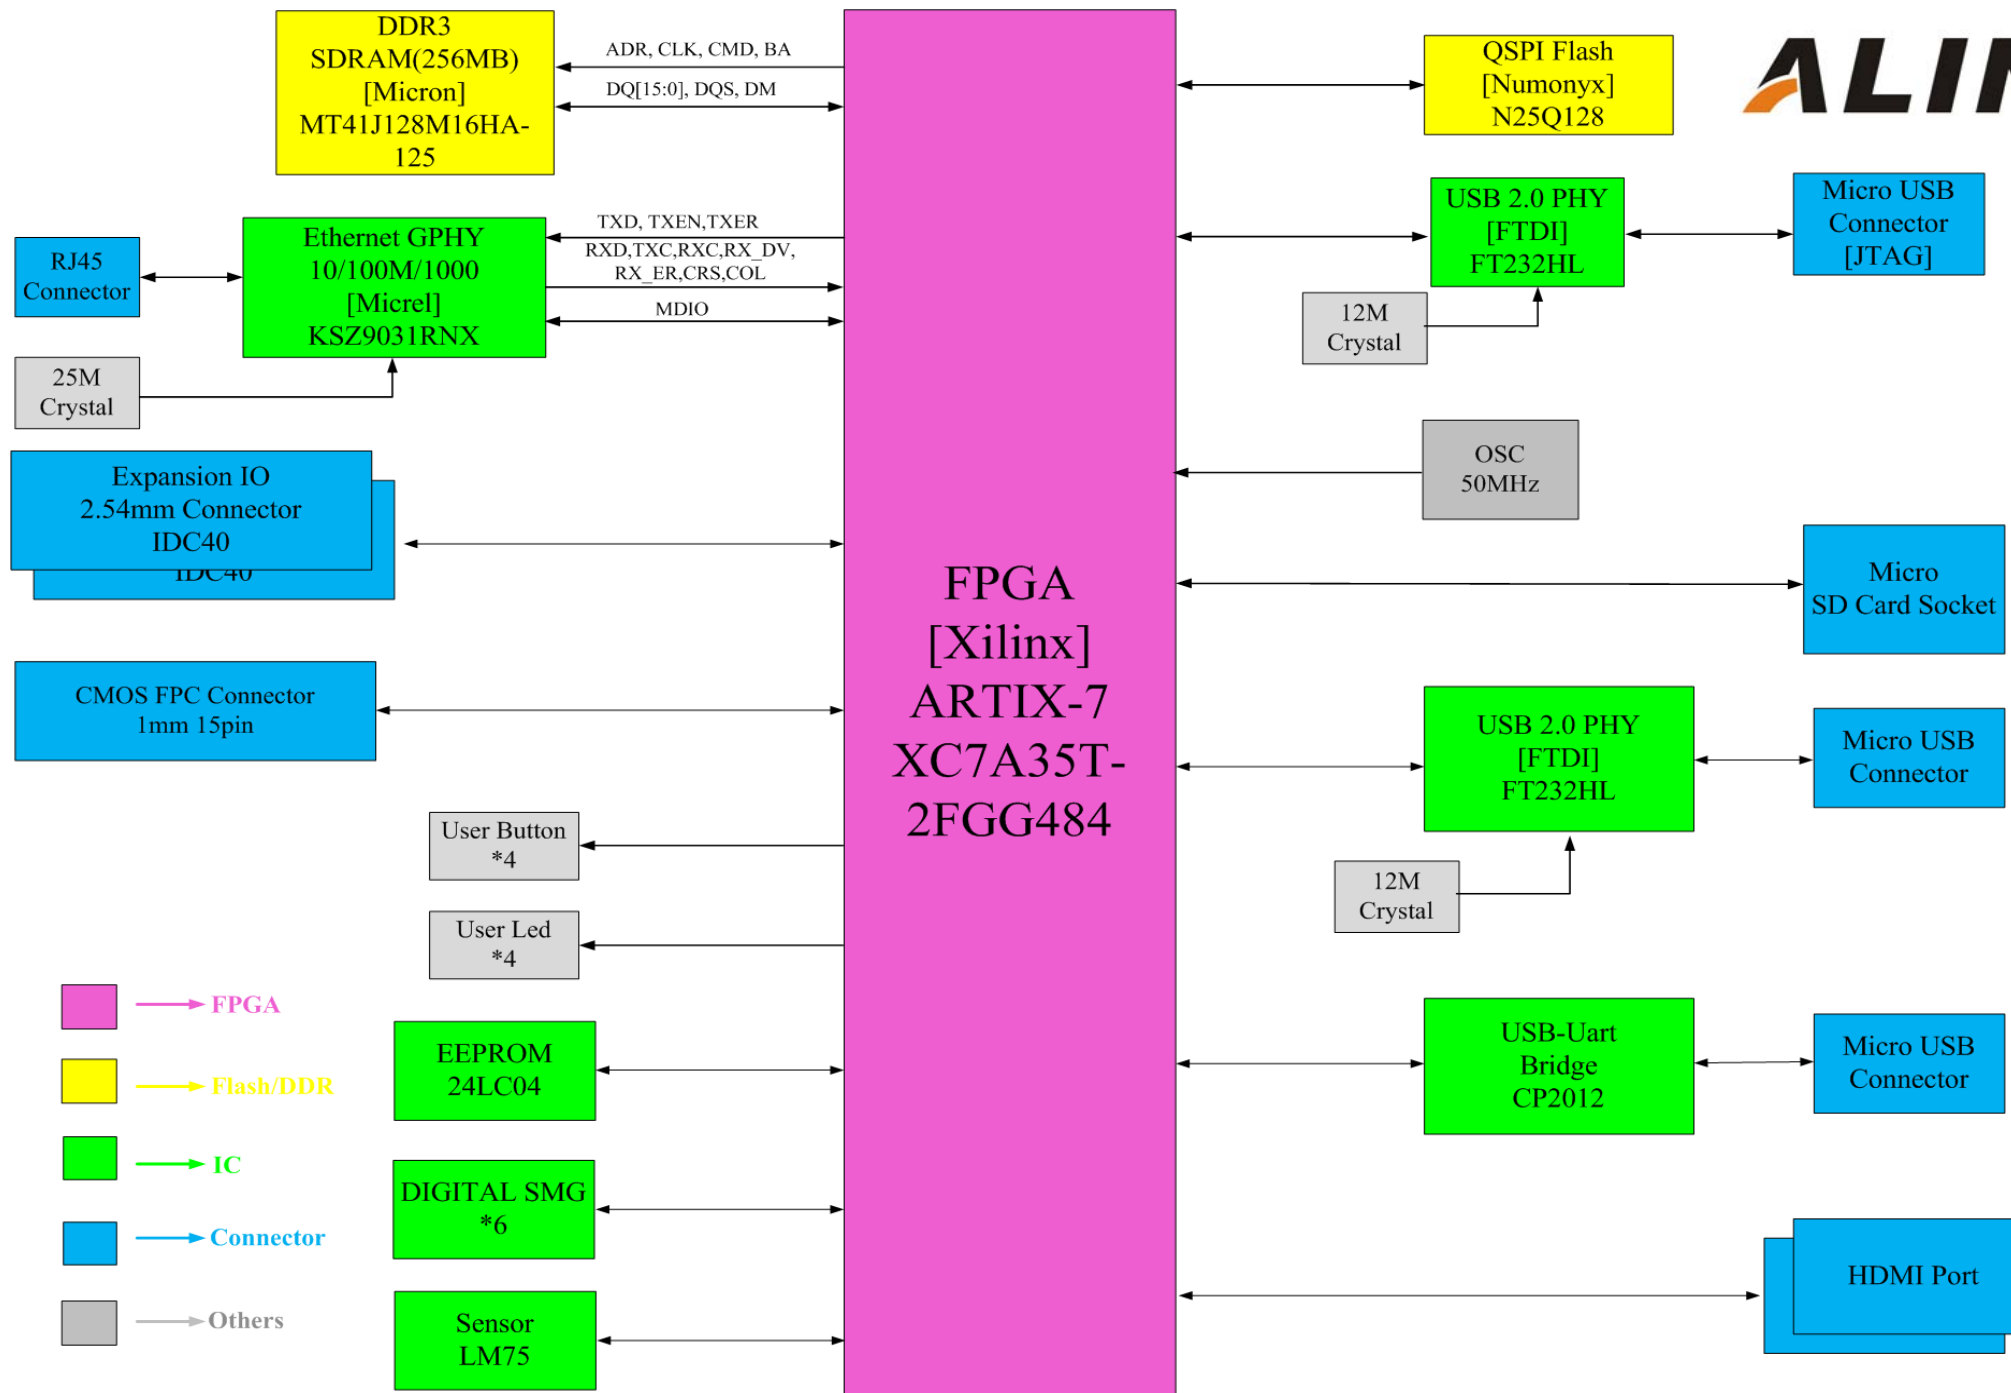 DDR3
SDRAM(256MB)
[Micron]
MT41J128M16HA-
125
ADR, CLK, CMD, BA
DQ[15:0], DQS, DM
QSPI Flash
[Numonyx]
N25Q128
RJ45
Connector
Ethernet GPHY
10/100M/1000
[Micrel]
KSZ9031RNX
TXD, TXEN,TXER
RXD,TXC,RXC,RX_DV,
RX_ER,CRS,COL
MDIO
25M
Crystal
USB 2.0 PHY
[FTDI]
FT232HL
Micro USB
Connector
[JTAG]
12M
Crystal
OSC
50MHz
Expansion IO
2.54mm Connector
IDC40
IDC40
Micro
SD Card Socket
FPGA
[Xilinx]
ARTIX-7
XC7A35T-
2FGG484
CMOS FPC Connector
1mm 15pin
USB 2.0 PHY
[FTDI]
FT232HL
Micro USB
Connector
12M
Crystal
User Button
*4
User Led
*4
EEPROM
24LC04
USB-Uart
Bridge
CP2012
Micro USB
Connector
DIGITAL SMG
*6
Sensor
LM75
HDMI Port
FPGA
Flash/DDR
IC
Connector
Others